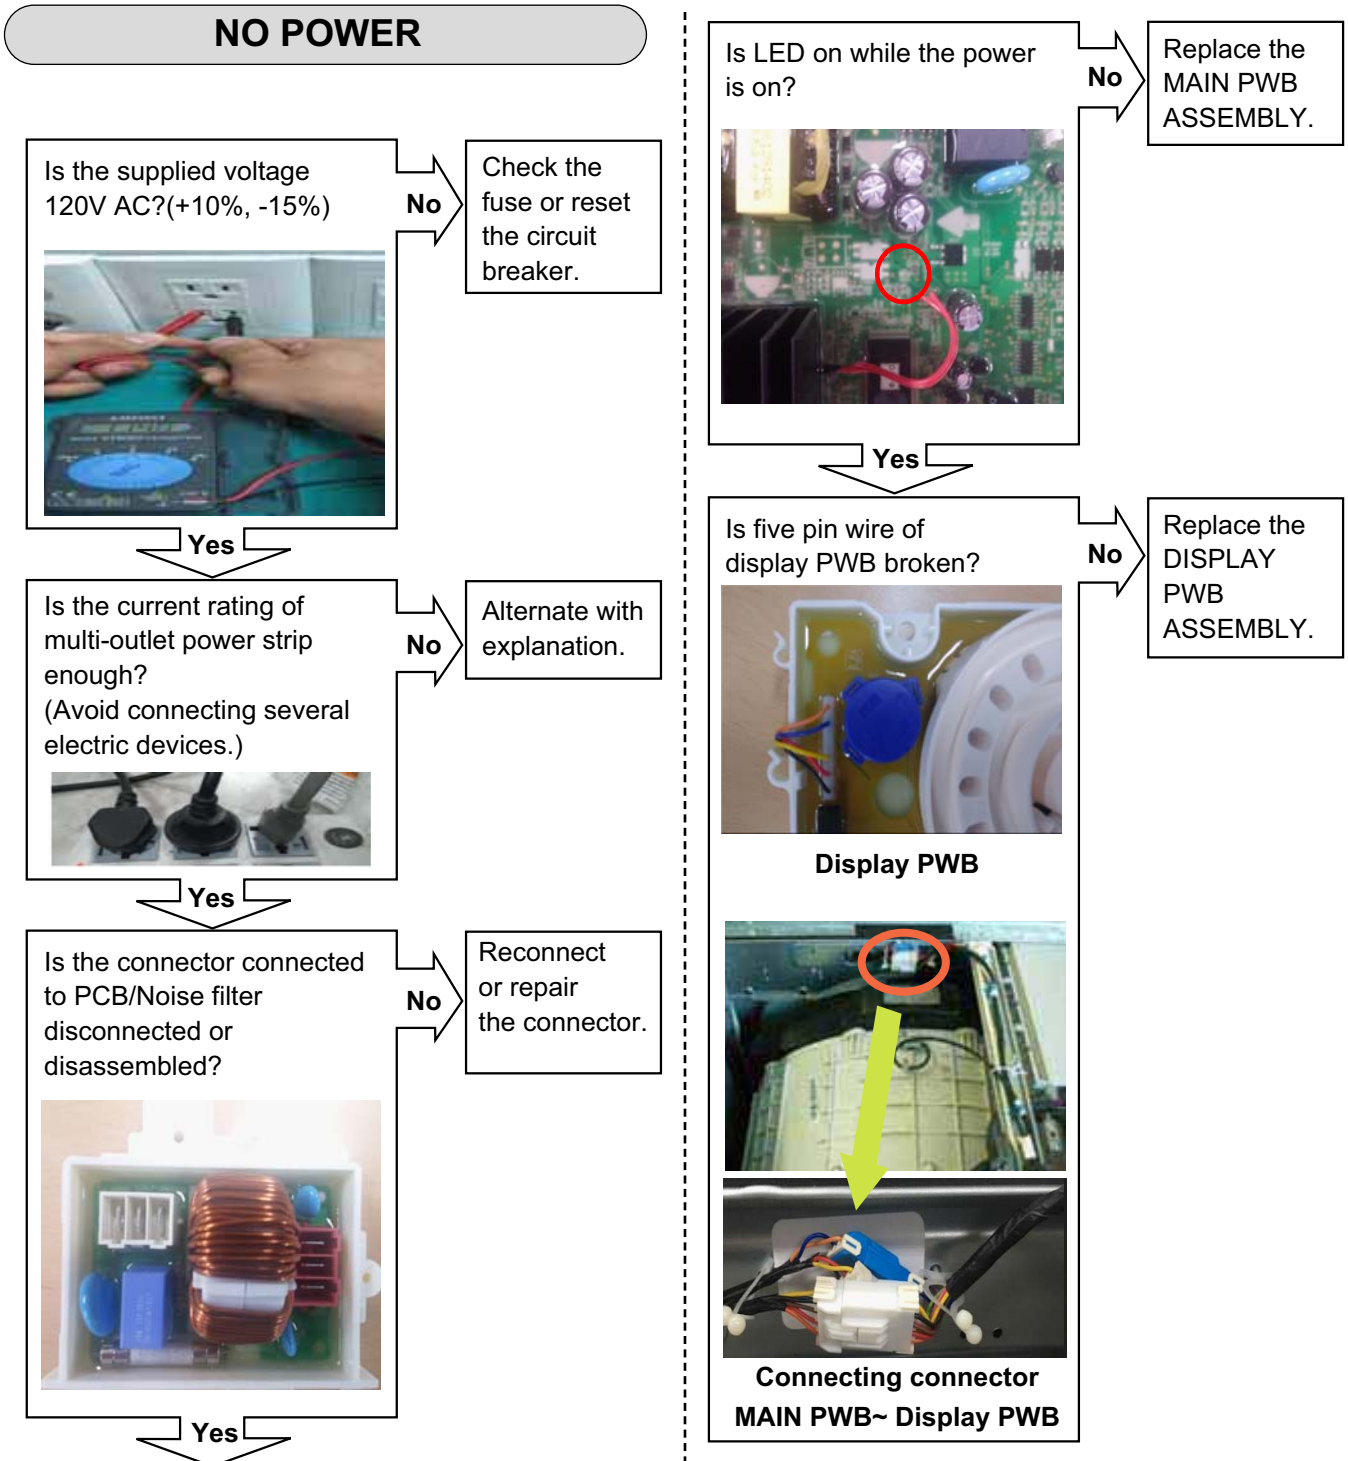 NO POWER
Is the supplied voltage
120V AC?(+10%, -15%)
No
Check the
fuse or reset
the circuit
breaker.
Yes
Is the current rating of
multi-outlet power strip
enough?
(Avoid connecting several
electric devices.)
No
Alternate with
explanation.
Yes
Is the connector connected
to PCB/Noise filter
disconnected or
disassembled?
No
Reconnect
or repair
the connector.
Yes
Is LED on while the power
is on?
No
Replace the
MAIN PWB
ASSEMBLY.
Yes
Is five pin wire of
display PWB broken?
No
Replace the
DISPLAY
PWB
ASSEMBLY.
Display PWB
Connecting connector
MAIN PWB~ Display PWB